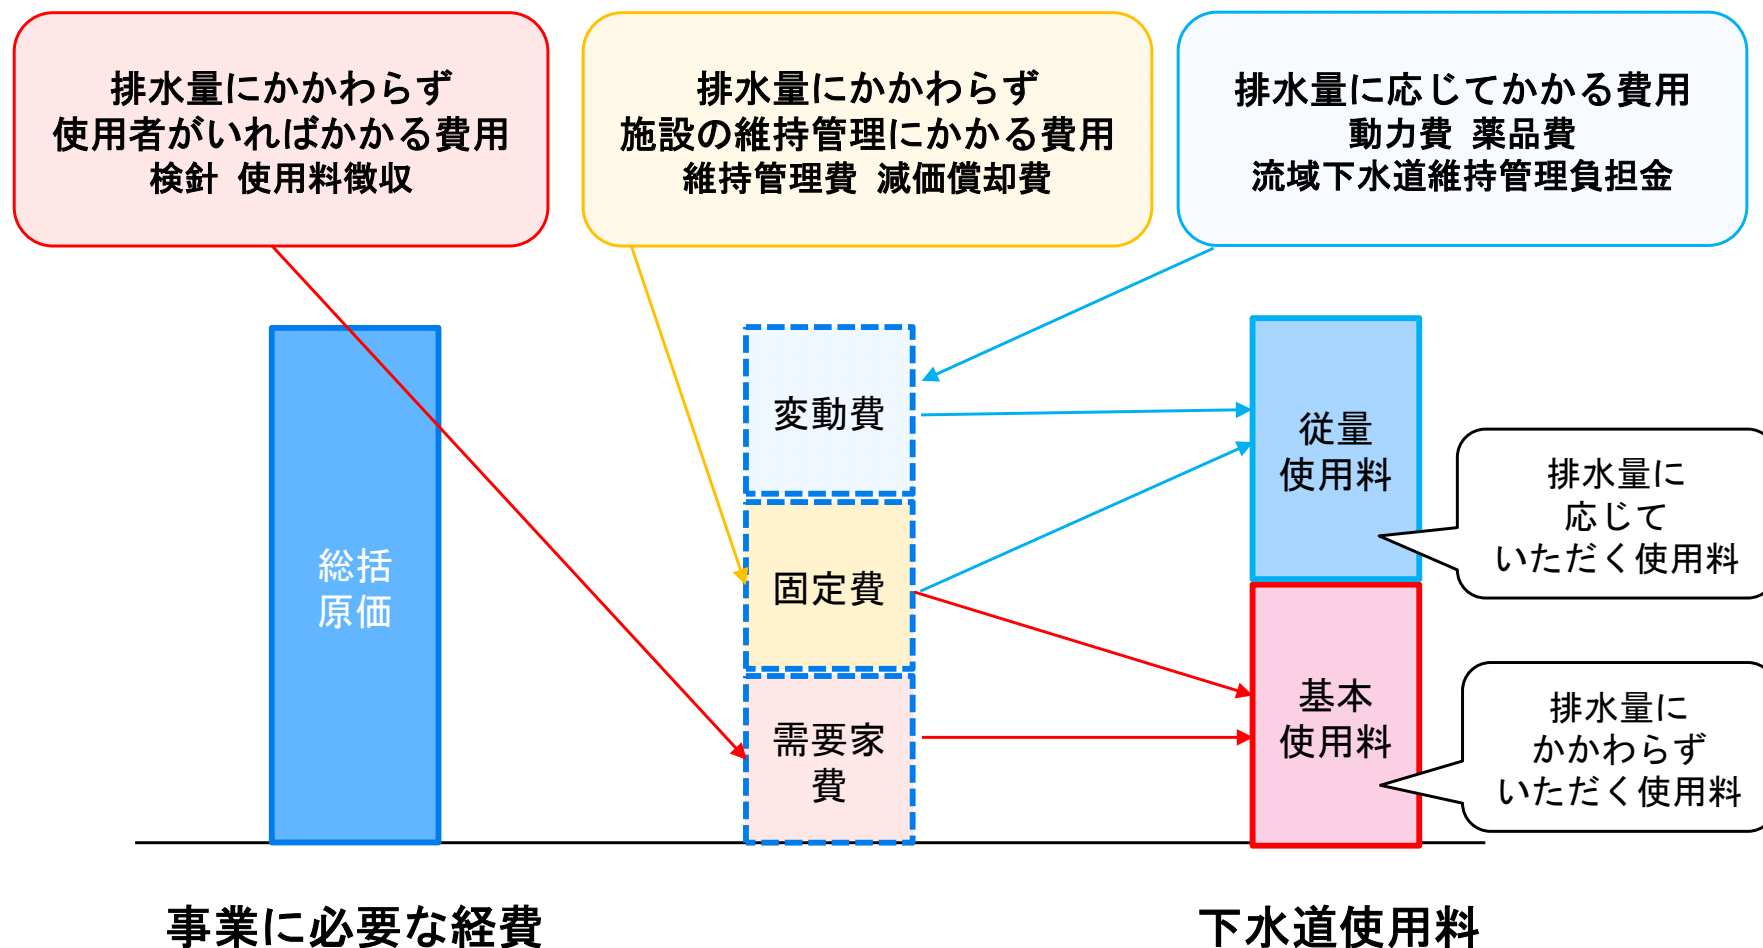 排水量にかかわらず
使用者がいればかかる費用
検針 使用料徴収
排水量にかかわらず
施設の維持管理にかかる費用
維持管理費 減価償却費
排水量に応じてかかる費用
動力費 薬品費
流域下水道維持管理負担金
総括
原価
変動費
固定費
需要家
費
従量
使用料
基本
使用料
排水量に
応じて
いただく使用料
排水量に
かかわらず
いただく使用料
事業に必要な経費
下水道使用料